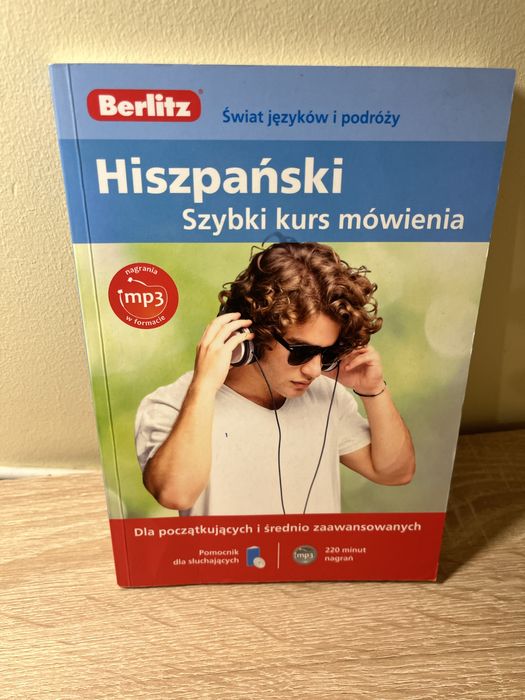 Berlitz®
Świat języków i podróży
Hiszpański
Szybki kurs mówienia
nagrania
mp3
w formacie
Dla początkujących i średnio zaawansowanych
Pomocnik
dla słuchających
mp3
220 minut
nagrań